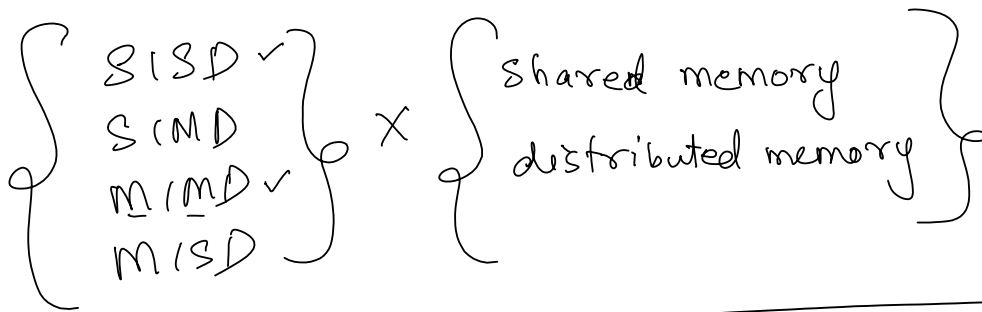 SISD ✓
SIMD
MIMD ✓
MISD
×
shared memory
distributed memory